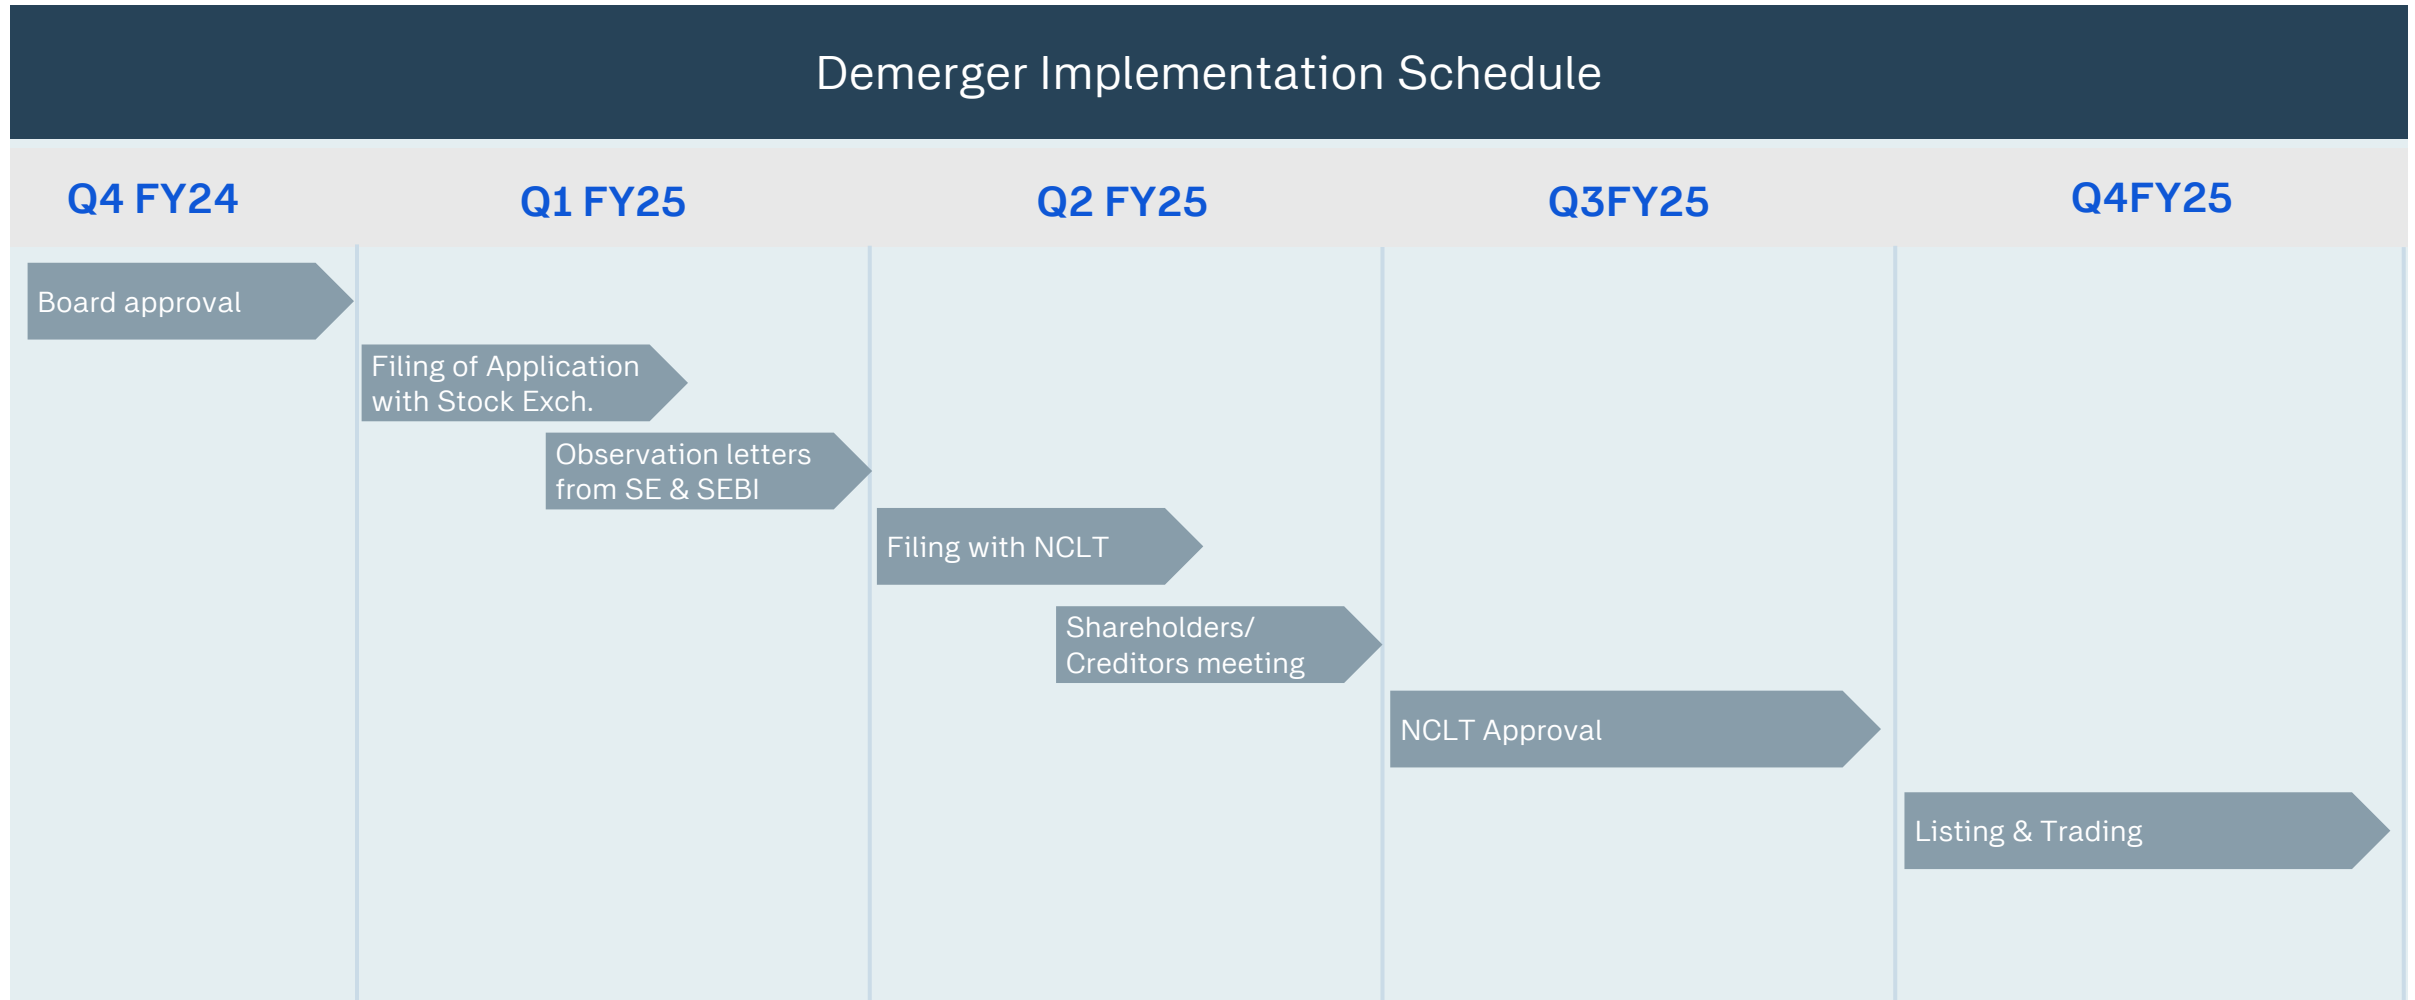 Demerger Implementation Schedule
Q4 FY24
Q1 FY25
Q2 FY25
Q3FY25
Q4FY25
Board approval
Filing of Application
with Stock Exch.
Observation letters
from SE & SEBI
Filing with NCLT
Shareholders/
Creditors meeting
NCLT Approval
Listing & Trading